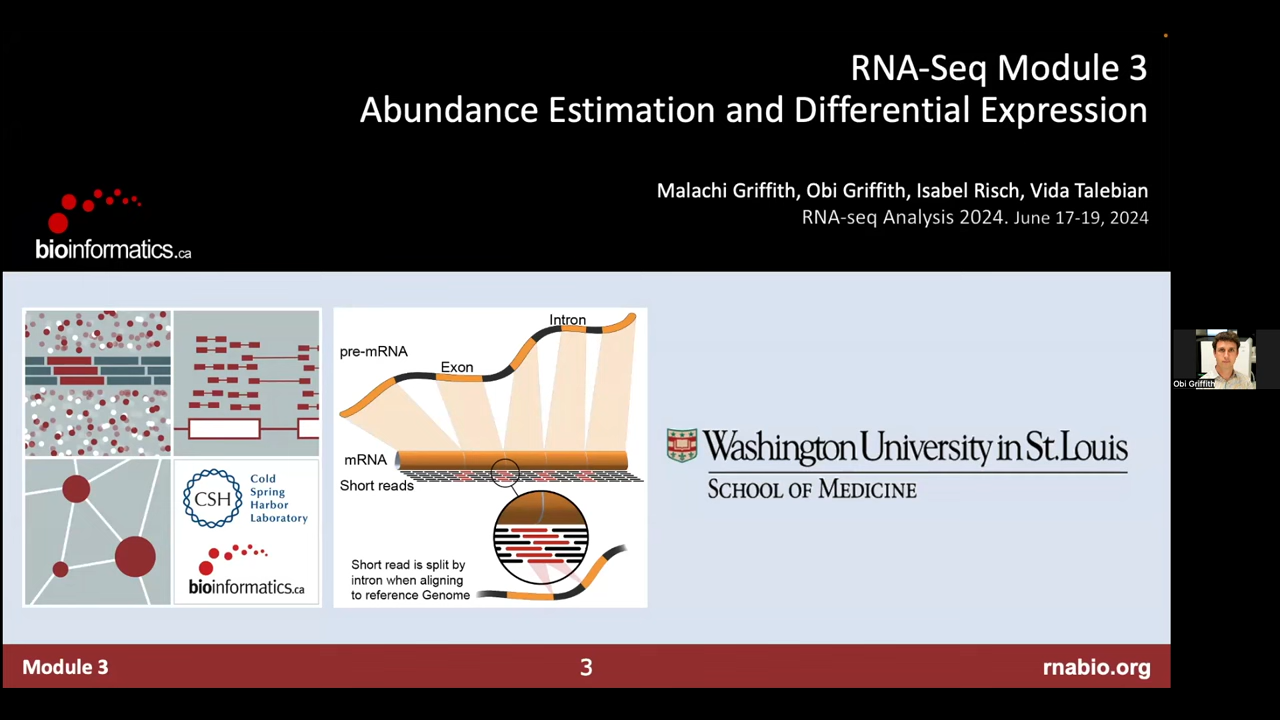 RNA-Seq Module 3
Abundance Estimation and Differential Expression
Malachi Griffith, Obi Griffith, Isabel Risch, Vida Talebian
RNA-seq Analysis 2024. June 17-19, 2024
bioinformatics.ca
Intron
pre-mRNA
Exon
mRNA
Short reads
Short read is split by
intron when aligning
to reference Genome
CSH
Cold
Spring
Harbor
Laboratory
bioinformatics.ca
Washington University in St. Louis
SCHOOL OF MEDICINE
Obi Griffith
Module 3
3
rnabio.org